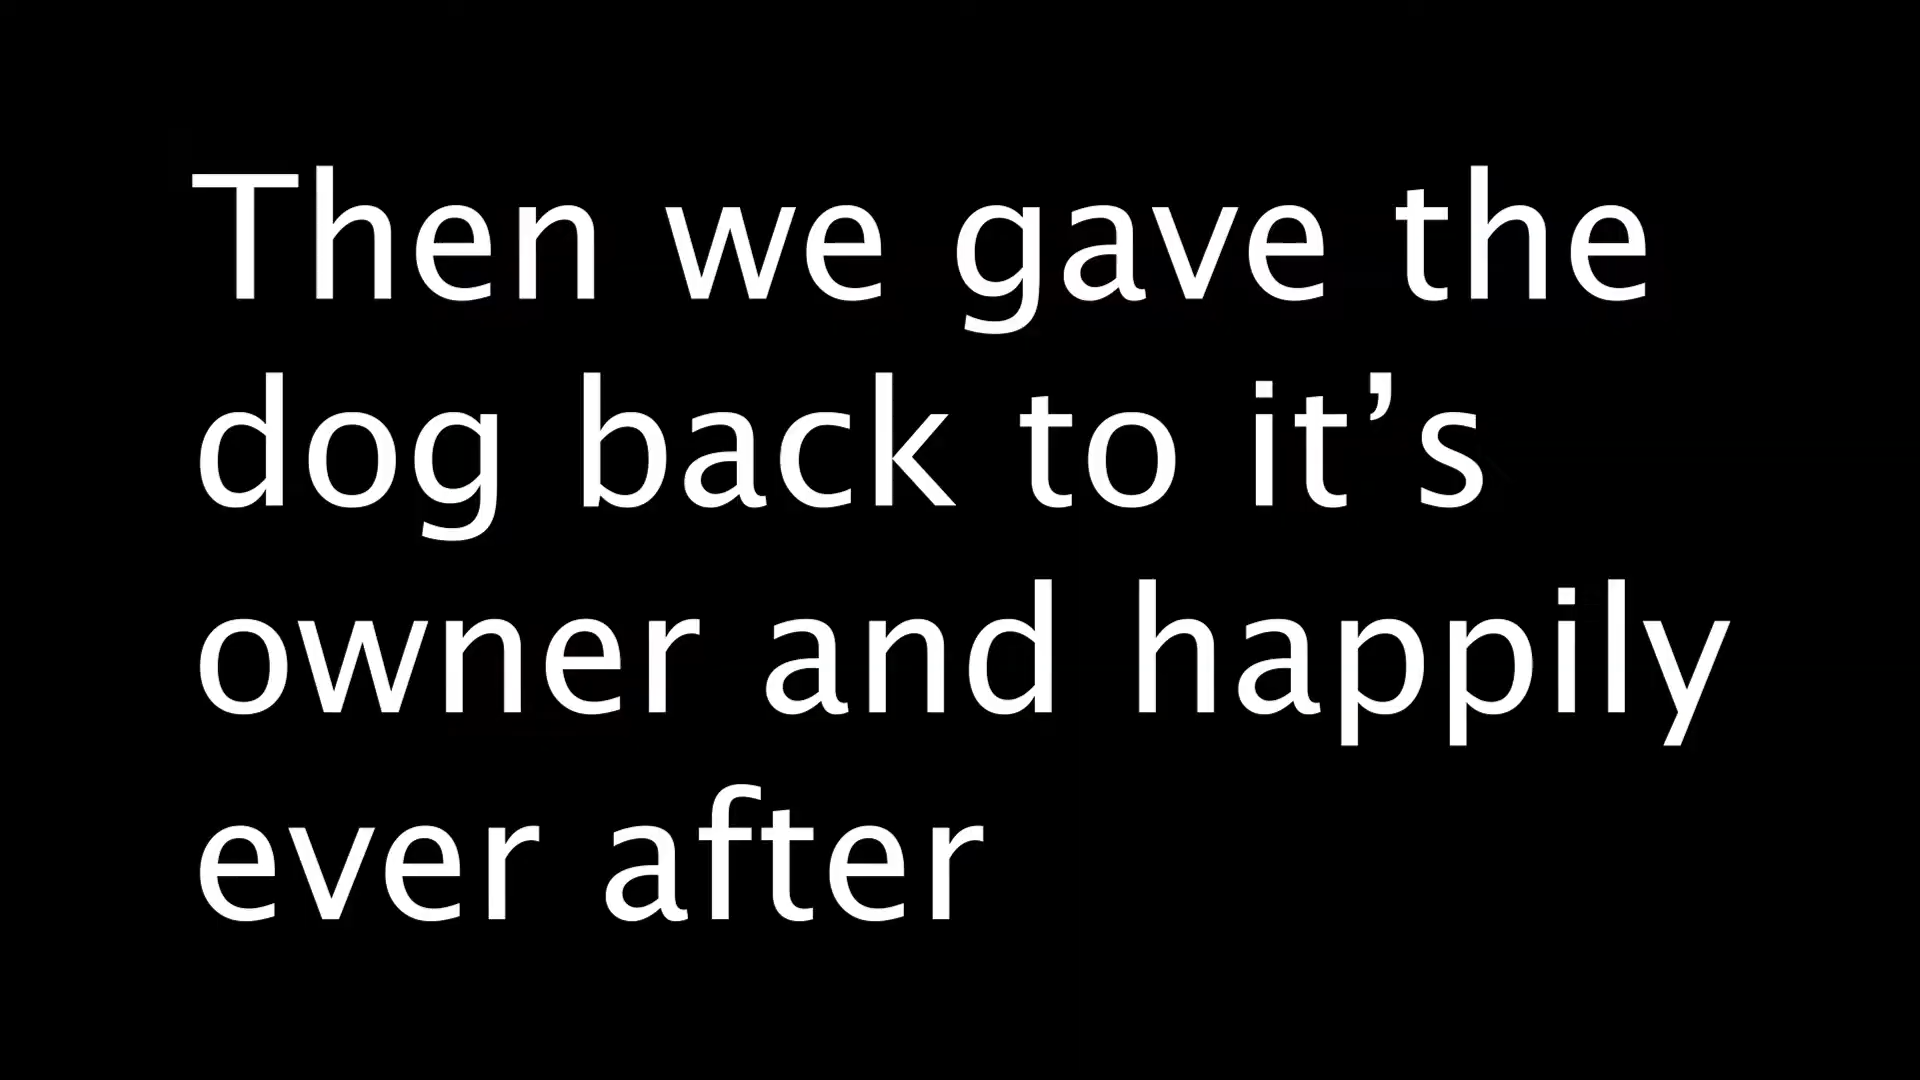 Then we gave the
dog back to it’s
owner and happily
ever after